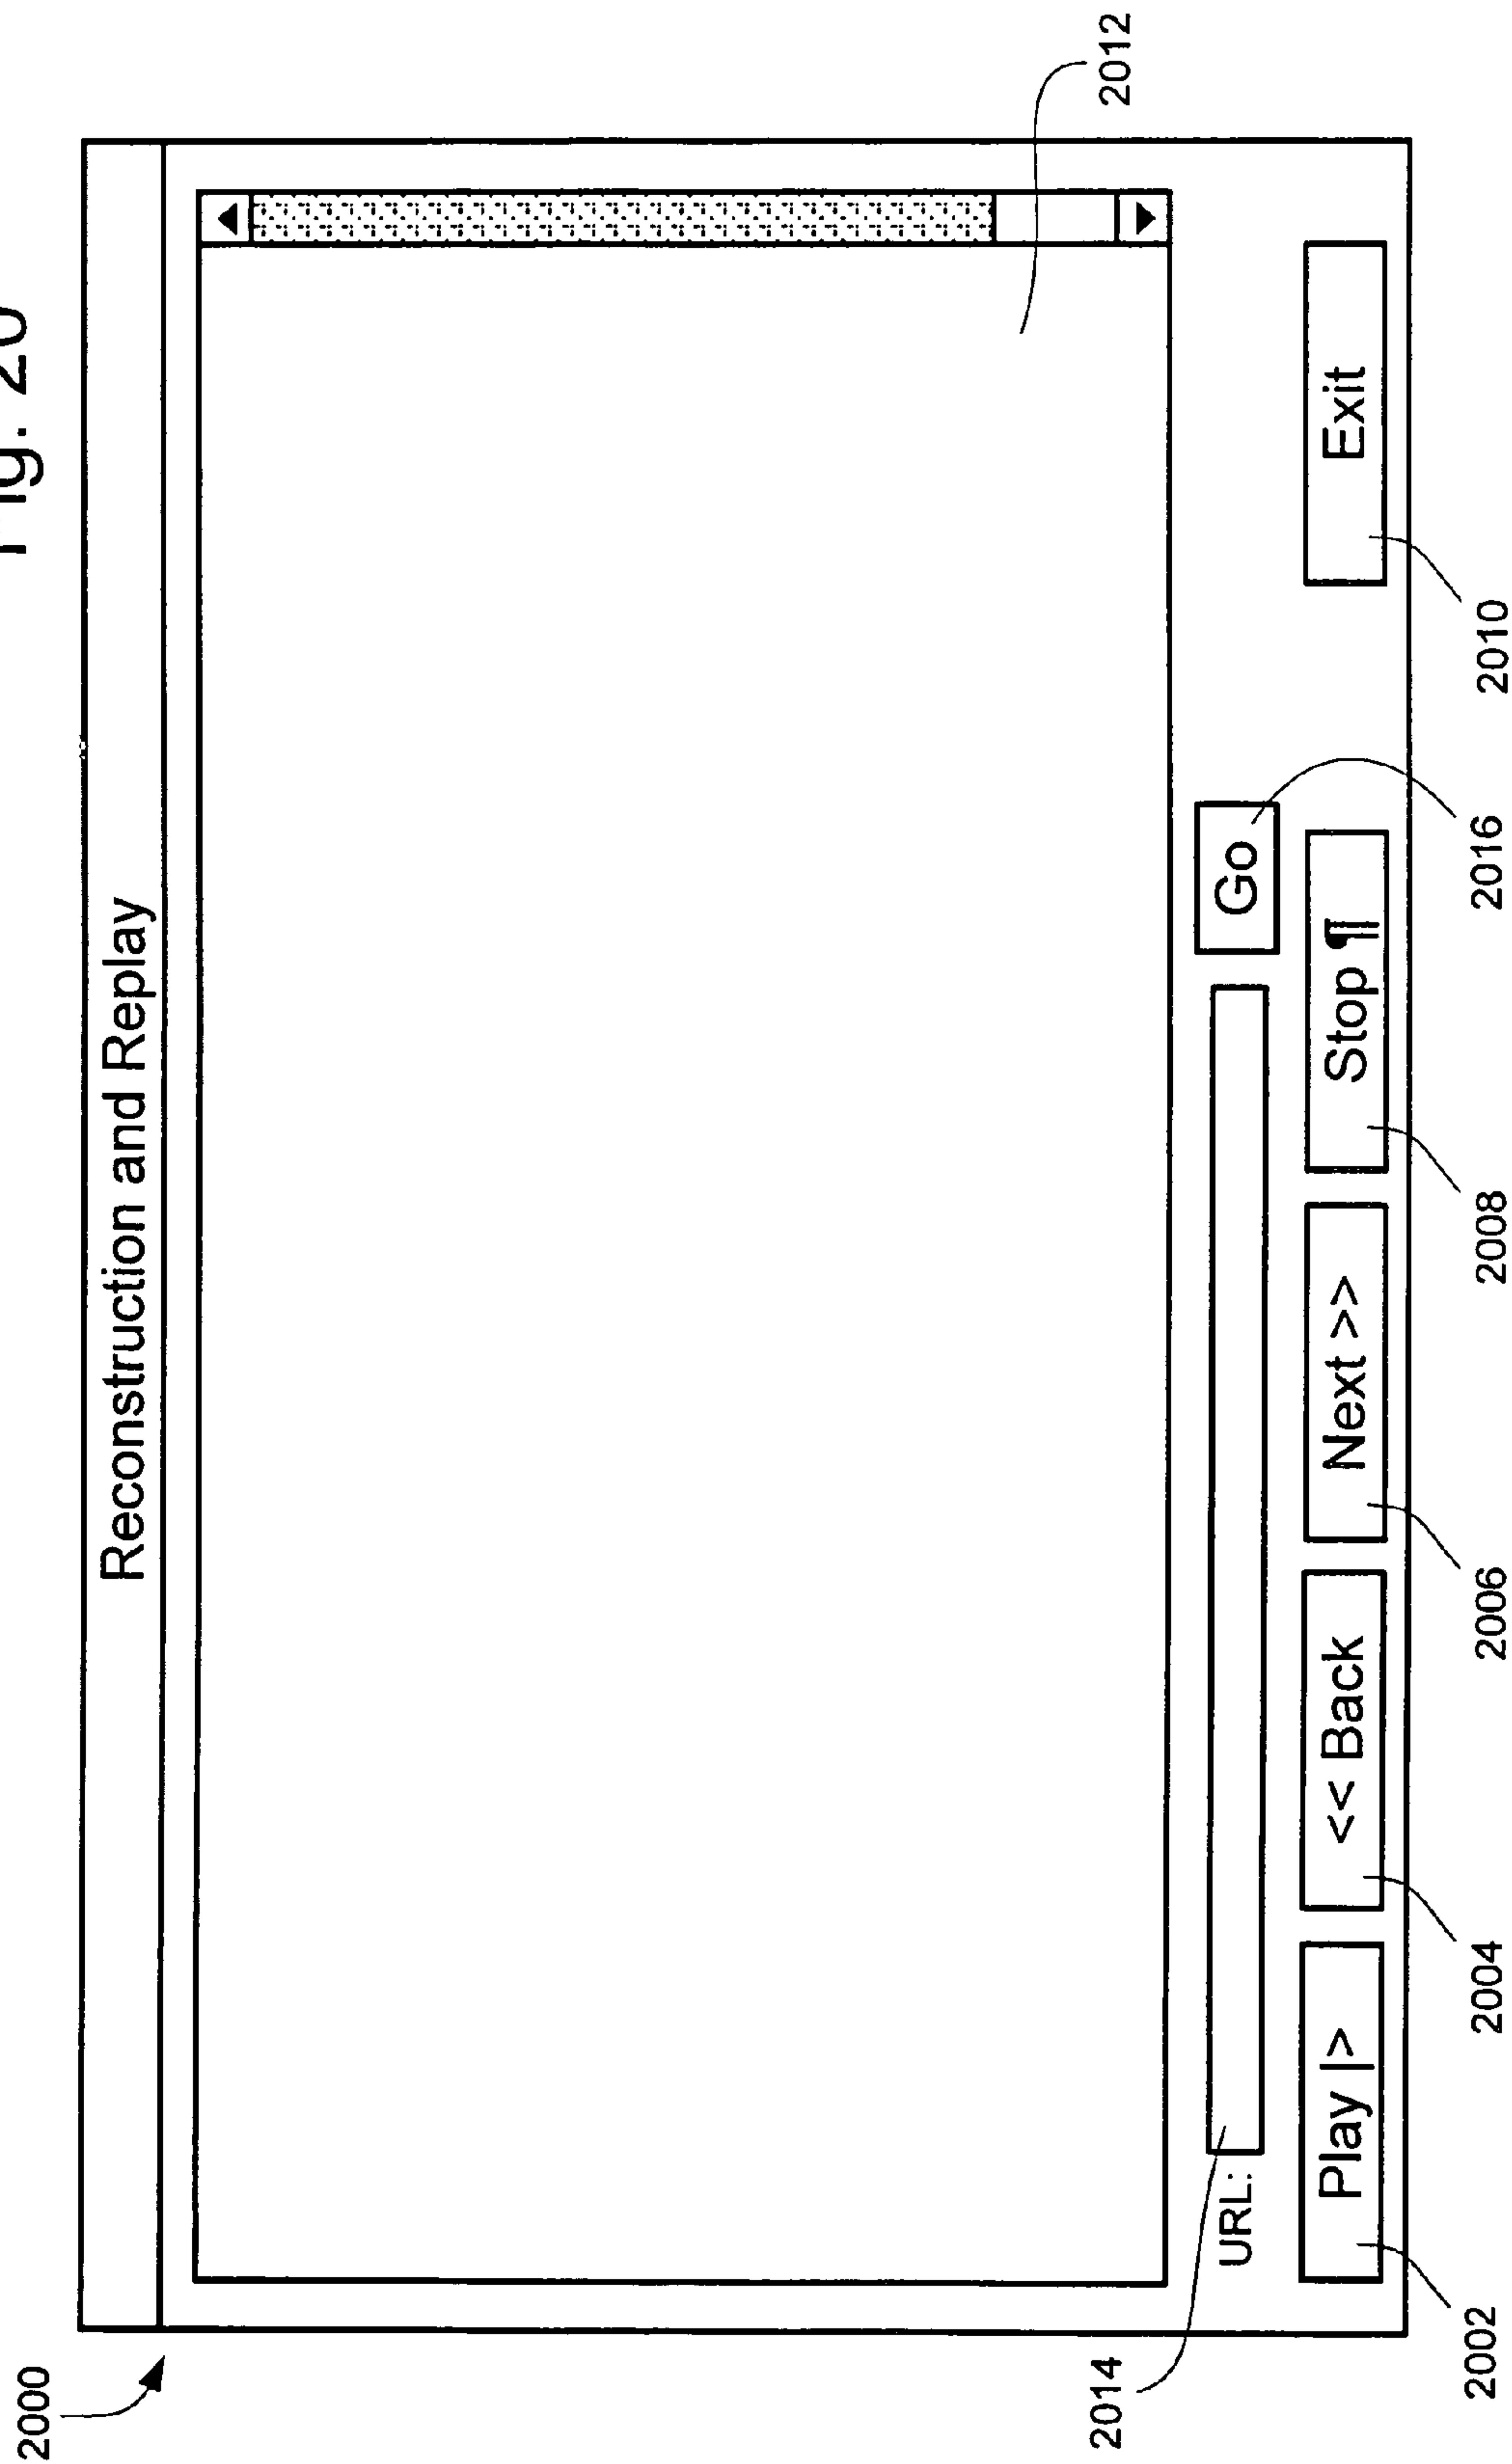 Fig. 20
2000
Reconstruction and Replay
2012
2014
URL:
Go
2016
Play |>
<< Back
Next >>
Stop ¶
Exit
2002
2004
2006
2008
2010